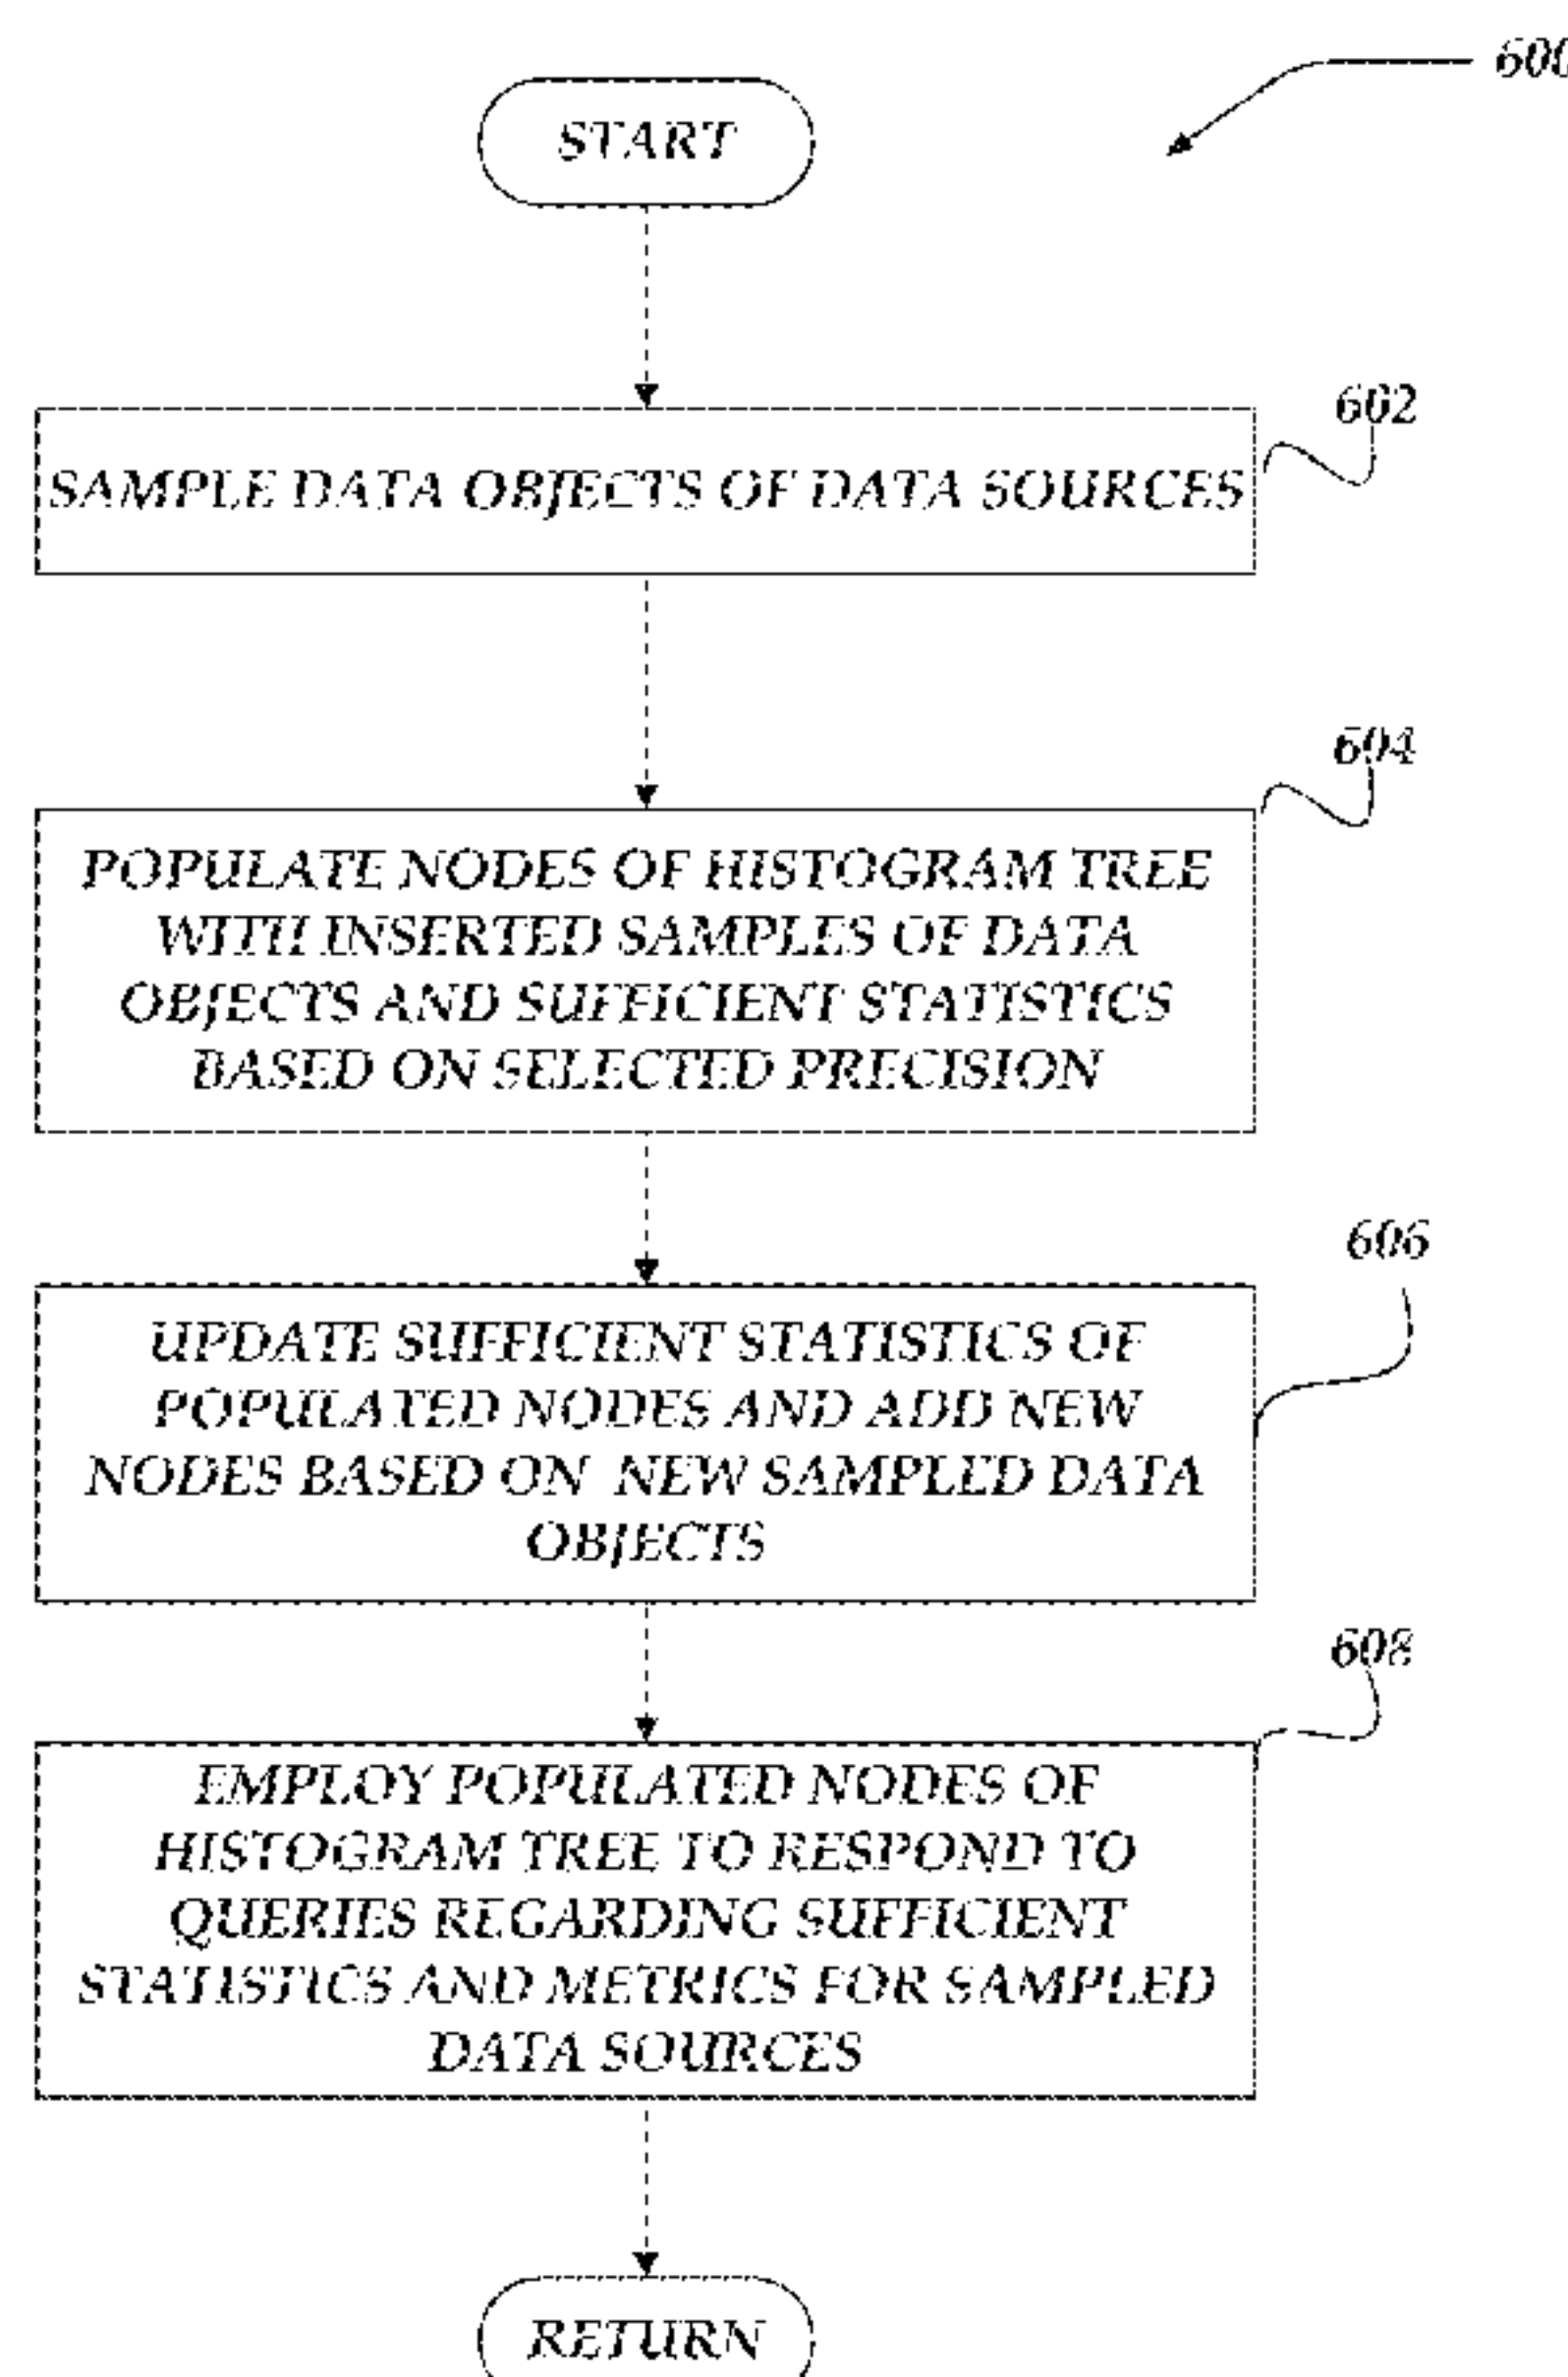 600
START
602
SAMPLE DATA OBJECTS OF DATA SOURCES
604
POPULATE NODES OF HISTOGRAM TREE
WITH INSERTED SAMPLES OF DATA
OBJECTS AND SUFFICIENT STATISTICS
BASED ON SELECTED PRECISION
606
UPDATE SUFFICIENT STATISTICS OF
POPULATED NODES AND ADD NEW
NODES BASED ON NEW SAMPLED DATA
OBJECTS
608
EMPLOY POPULATED NODES OF
HISTOGRAM TREE TO RESPOND TO
QUERIES REGARDING SUFFICIENT
STATISTICS AND METRICS FOR SAMPLED
DATA SOURCES
RETURN